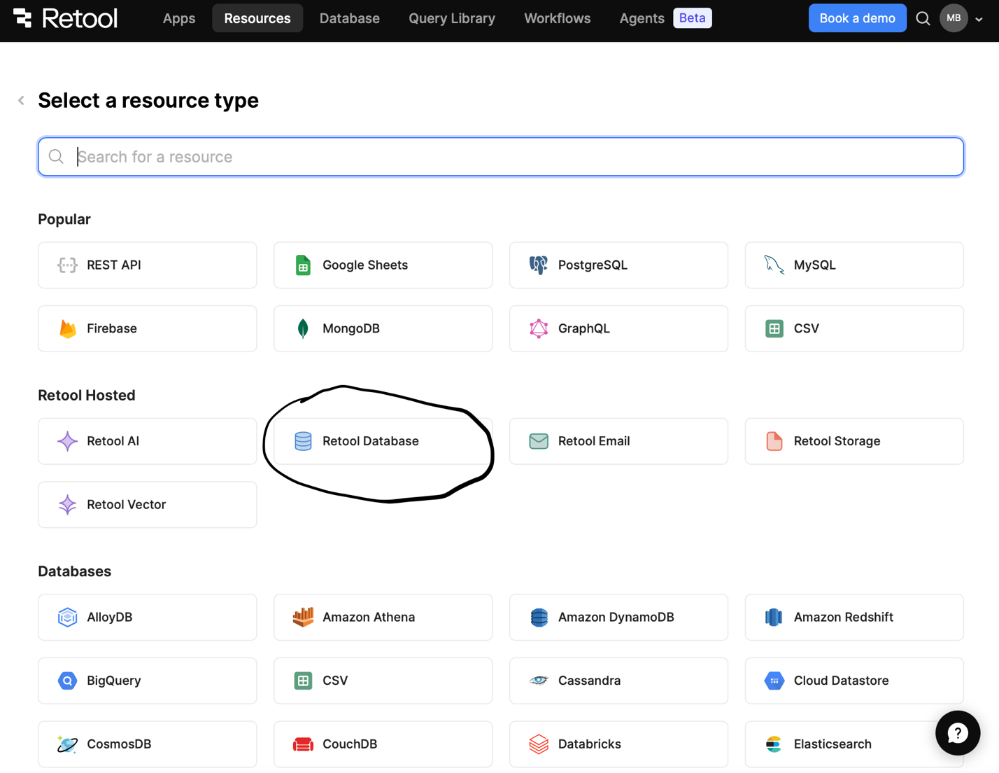 Retool Apps Resources Database Query Library Workflows Agents Beta Book a demo MB
Select a resource type
Search for a resource
Popular
REST API Google Sheets PostgreSQL MySQL
Firebase MongoDB GraphQL CSV
Retool Hosted
Retool AI Retool Database Retool Email Retool Storage
Retool Vector
Databases
AlloyDB Amazon Athena Amazon DynamoDB Amazon Redshift
BigQuery CSV Cassandra Cloud Datastore
CosmosDB CouchDB Databricks Elasticsearch